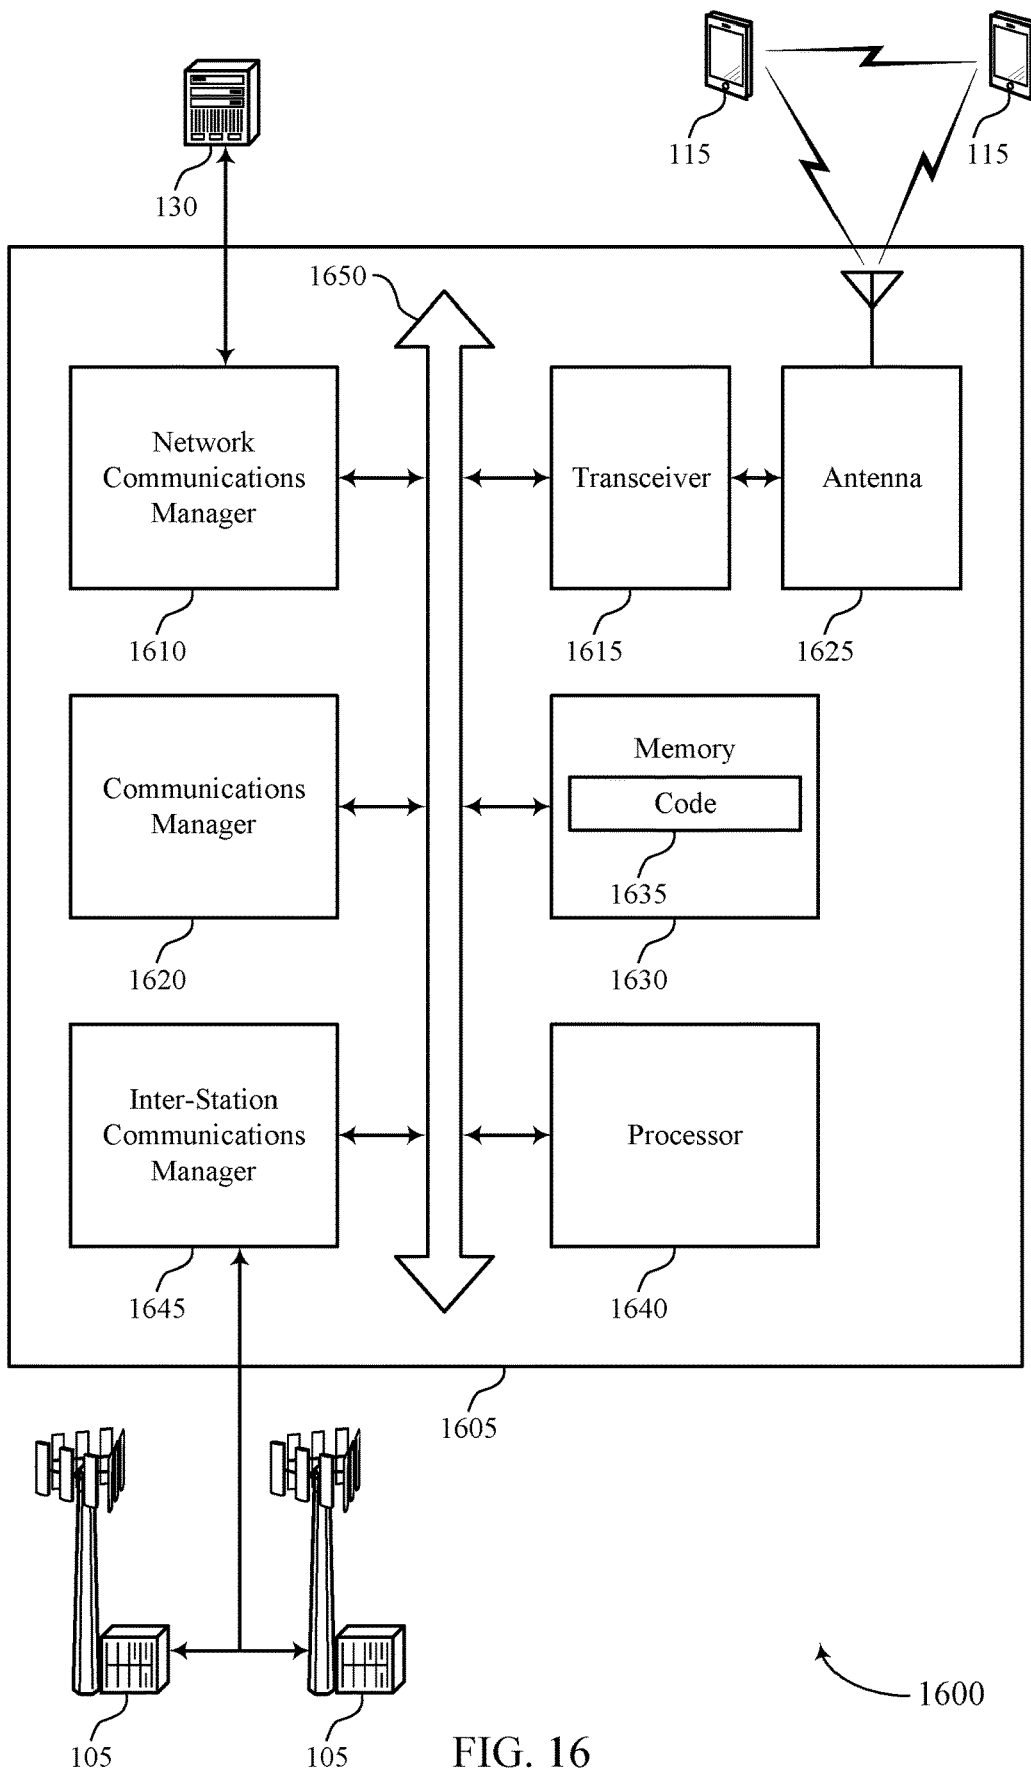 115
115
130
1650
Network
Communications
Manager
Transceiver
Antenna
1610
1615
1625
Communications
Manager
Memory
Code
1635
1620
1630
Inter-Station
Communications
Manager
Processor
1645
1640
1605
1600
105
105
FIG. 16